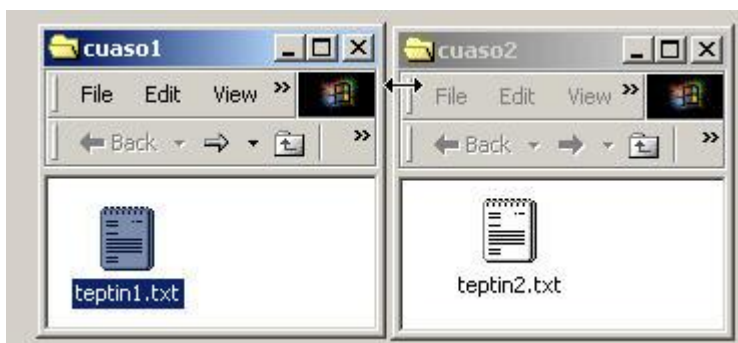 cuaso1
File Edit View »
Back »
teptin1.txt
cuaso2
File Edit View »
Back »
teptin2.txt